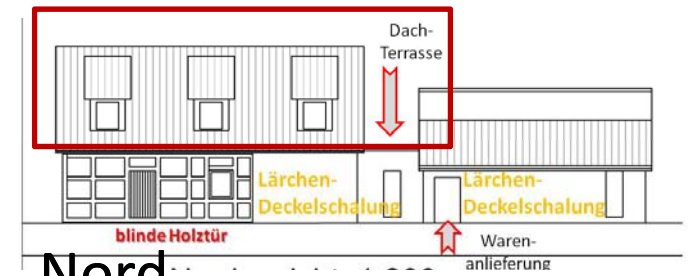 Dach-
Terrasse
Lärchen-
Deckelschalung
Lärchen-
Deckelschalung
blinde Holztür
Waren-
anlieferung
Nord